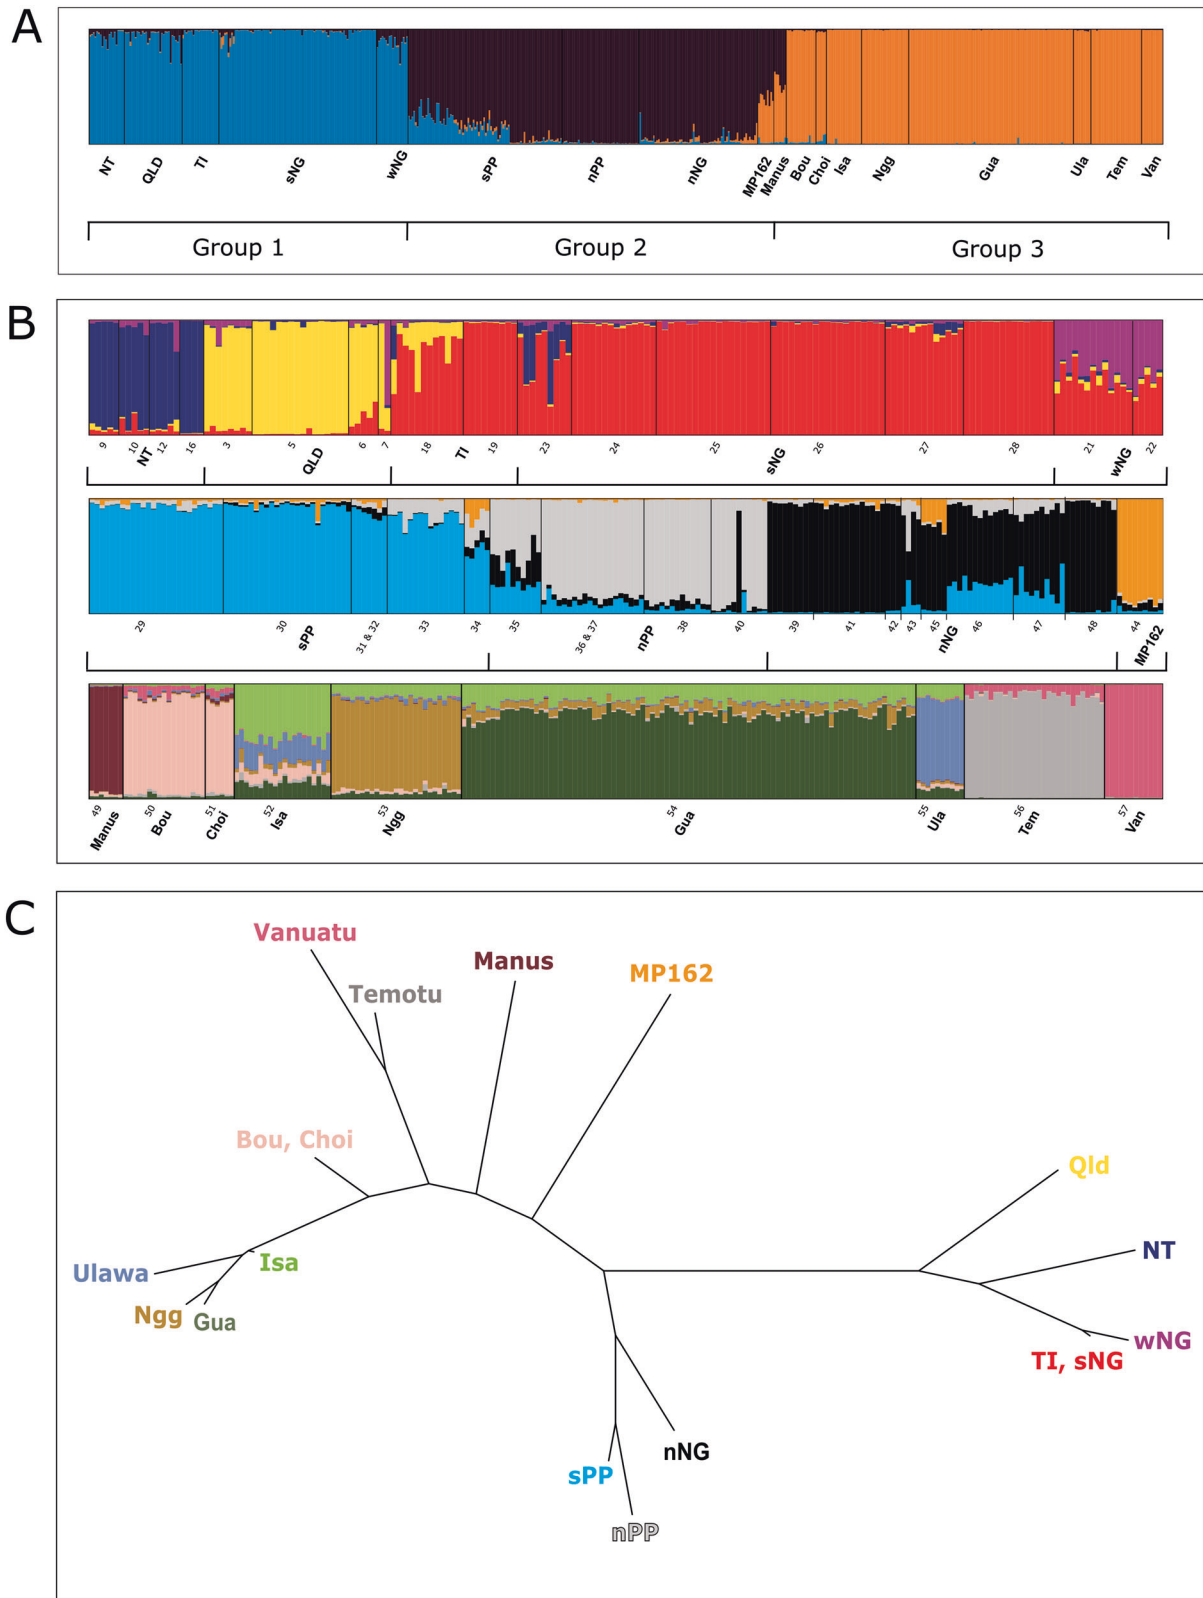 A
NT QLD TI sNG wNG sPP nPP nNG MP162 Manus Bou Choi Isa Ngg Gua Ula Tem Van
Group 1 Group 2 Group 3
B
9 10 12 16 3 5 6 7 18 19 23 24 25 26 27 28 21 22
NT QLD TI sNG wNG
29 30 31 & 32 33 34 35 36 & 37 38 40 39 41 42 43 45 46 47 48 44
sPP nPP nNG MP162
49 50 51 52 53 54 55 56 57
Manus Bou Choi Isa Ngg Gua Ula Tem Van
C
Vanuatu
Manus
MP162
Temotu
Bou, Choi
Qld
NT
Isa
Ulawa
Ngg
Gua
wNG
TI, sNG
nNG
sPP
nPP